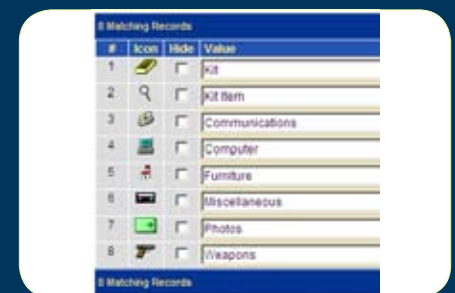 8 Matching Records
# Icon Hide Value
1 Kit
2 Kit Item
3 Communications
4 Computer
5 Furniture
6 Miscellaneous
7 Photos
8 Weapons
8 Matching Records